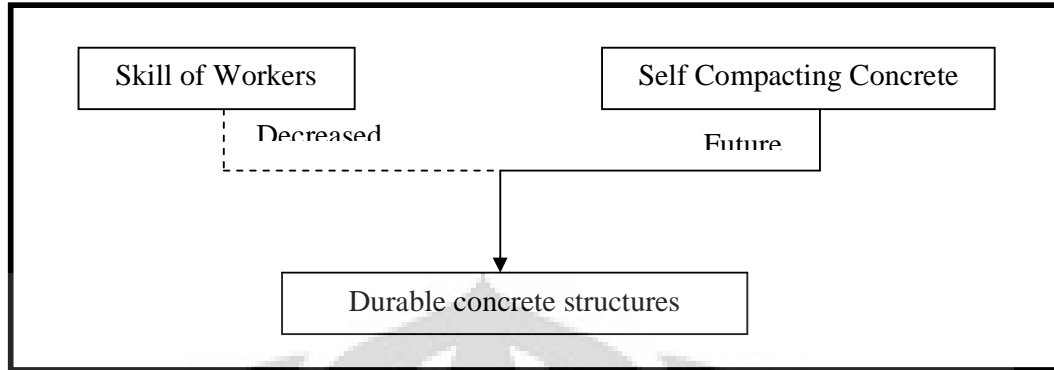 Skill of Workers
Self Compacting Concrete
Decreased
Future
Durable concrete structures